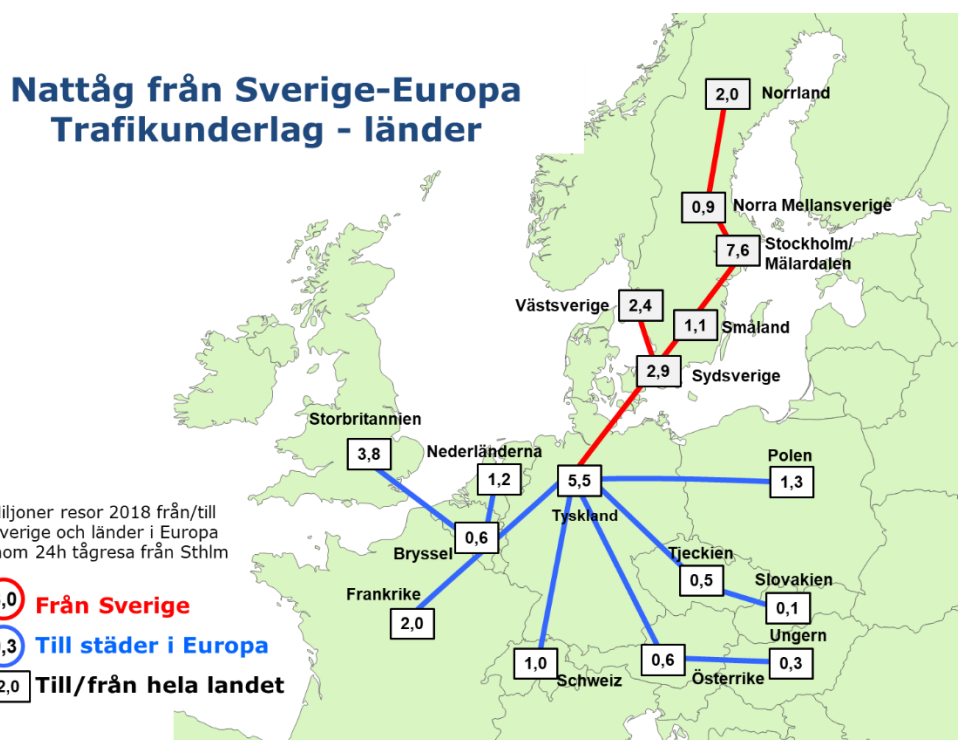 Nattåg från Sverige-Europa
Trafikunderlag - länder
2,0
Norrland
0,9
Norra Mellansverige
7,6
Stockholm/
Mälardalen
Västsverige
2,4
1,1
Småland
2,9
Sydsverige
Storbritannien
3,8
Nederländerna
1,2
5,5
Tyskland
Polen
1,3
0,6
Bryssel
Tjeckien
0,5
Slovakien
0,1
Frankrike
2,0
Ungern
0,3
1,0
Schweiz
0,6
Österrike
resor 2018 från/till
och länder i Europa
24h tågresa från Sthlm
Från Sverige
Till städer i Europa
2,0
Till/från hela landet